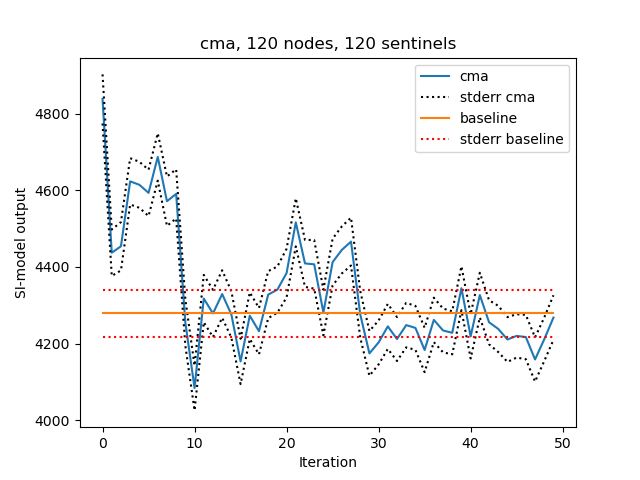 cma, 120 nodes, 120 sentinels
cma
stderr cma
baseline
stderr baseline
SI-model output
4800
4600
4400
4200
4000
0 10 20 30 40 50
Iteration